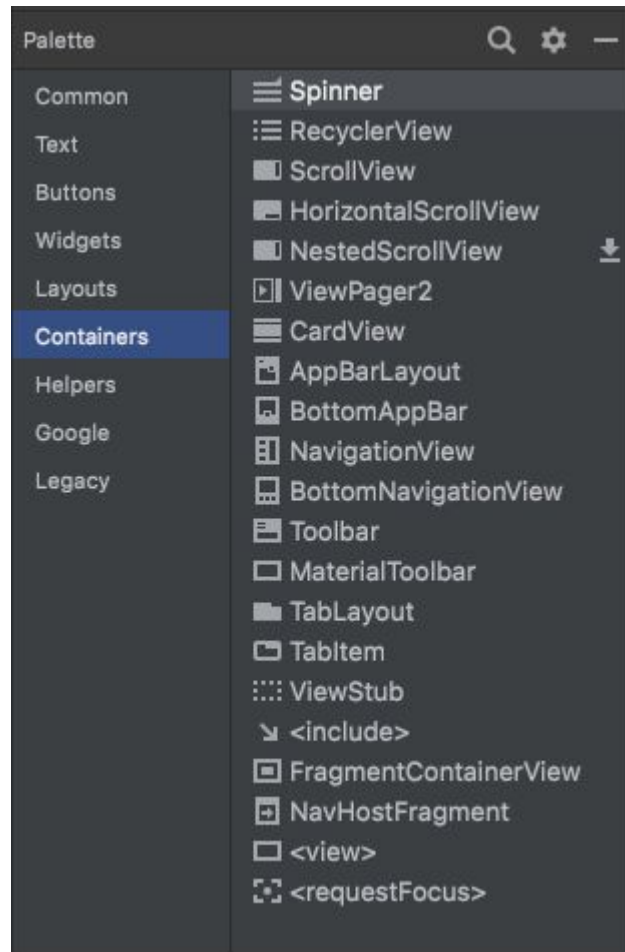 Palette
Common
Text
Buttons
Widgets
Layouts
Containers
Helpers
Google
Legacy
Spinner
RecyclerView
ScrollView
HorizontalScrollView
NestedScrollView
ViewPager2
CardView
AppBarLayout
BottomAppBar
NavigationView
BottomNavigationView
Toolbar
MaterialToolbar
TabLayout
TabItem
ViewStub
<include>
FragmentContainerView
NavHostFragment
<view>
<requestFocus>